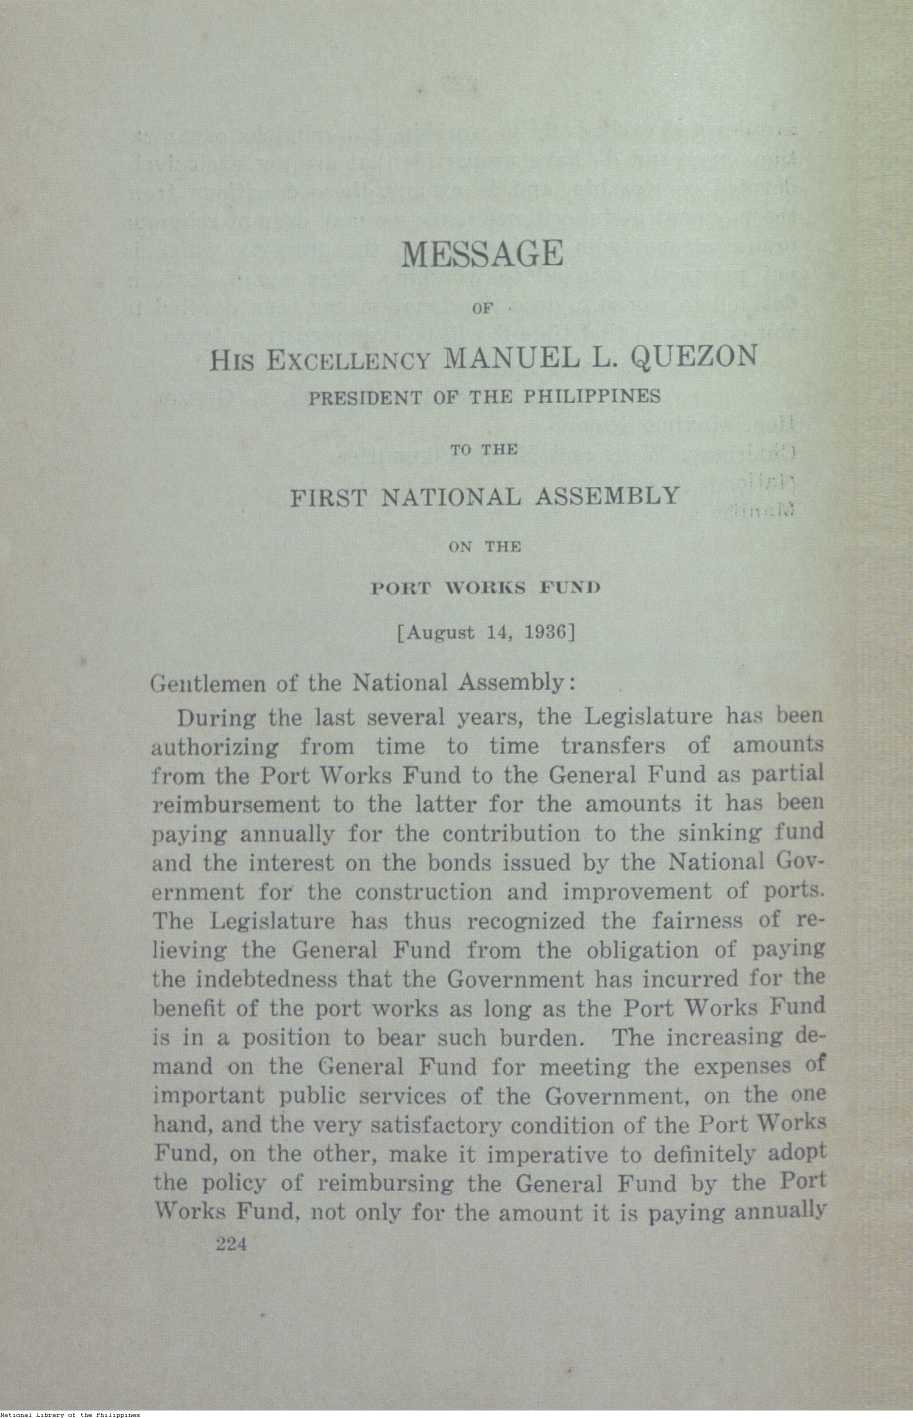 MESSAGE
OF
HIS EXCELLENCY MANUEL L. QUEZON
PRESIDENT OF THE PHILIPPINES
TO THE
FIRST NATIONAL ASSEMBLY
ON THE
PORT WORKS FUND
[August 14, 1936]
Gentlemen of the National Assembly:
During the last several years, the Legislature has been
authorizing from time to time transfers of amounts
from the Port Works Fund to the General Fund as partial
reimbursement to the latter for the amounts it has been
paying annually for the contribution to the sinking fund
and the interest on the bonds issued by the National Gov-
ernment for the construction and improvement of ports.
The Legislature has thus recognized the fairness of re-
lieving the General Fund from the obligation of paying
the indebtedness that the Government has incurred for the
benefit of the port works as long as the Port Works Fund
is in a position to bear such burden. The increasing de-
mand on the General Fund for meeting the expenses of
important public services of the Government, on the one
hand, and the very satisfactory condition of the Port Works
Fund, on the other, make it imperative to definitely adopt
the policy of reimbursing the General Fund by the Port
Works Fund, not only for the amount it is paying annually
224
National Library of the Philippines